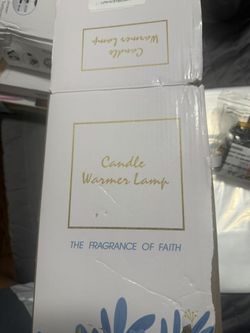 Candle
Warmer Lamp
Candle
Warmer Lamp
THE FRAGRANCE OF FAITH